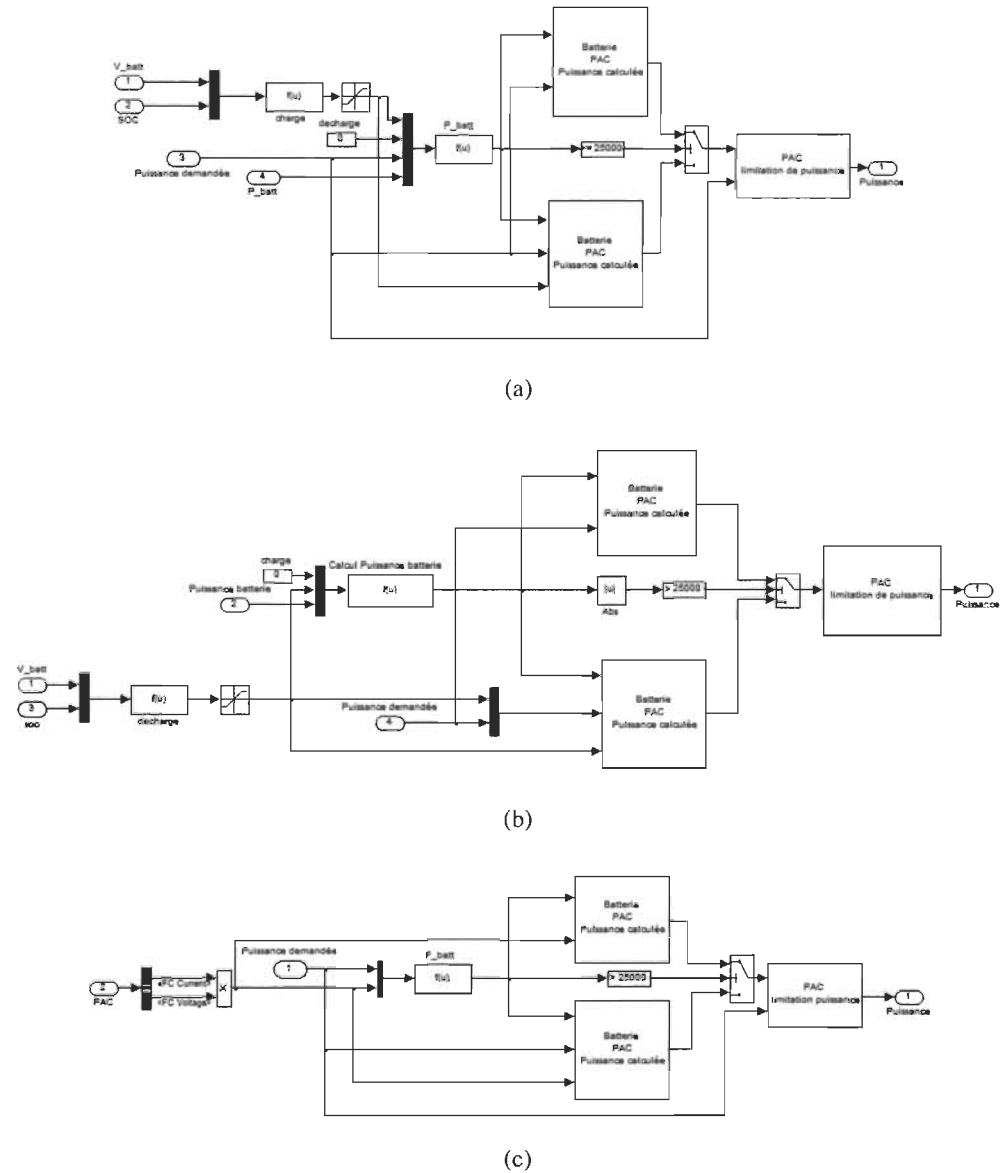 Batterie
PAC
Puissance calculée
V_batt
1
2
SOC
f(u)
charge
decharge
0
3
Puissance demandée
4
P_batt
P_batt
f(u)
>= 25000
Batterie
PAC
Puissance calculée
PAC
limitation de puissance
1
Puissance
(a)
Batterie
PAC
Puissance calculée
charge
0
Puissance batterie
2
Calcul Puissance batterie
f(u)
|u|
Abs
> 25000
PAC
limitation de puissance
1
Puissance
V_batt
1
3
soc
f(u)
decharge
Puissance demandée
4
Batterie
PAC
Puissance calculée
(b)
Batterie
PAC
Puissance calculée
Puissance demandée
1
P_batt
f(u)
> 25000
2
PAC
<FC Current>
<FC Voltage>
×
Batterie
PAC
Puissance calculée
PAC
limitation puissance
1
Puissance
(c)